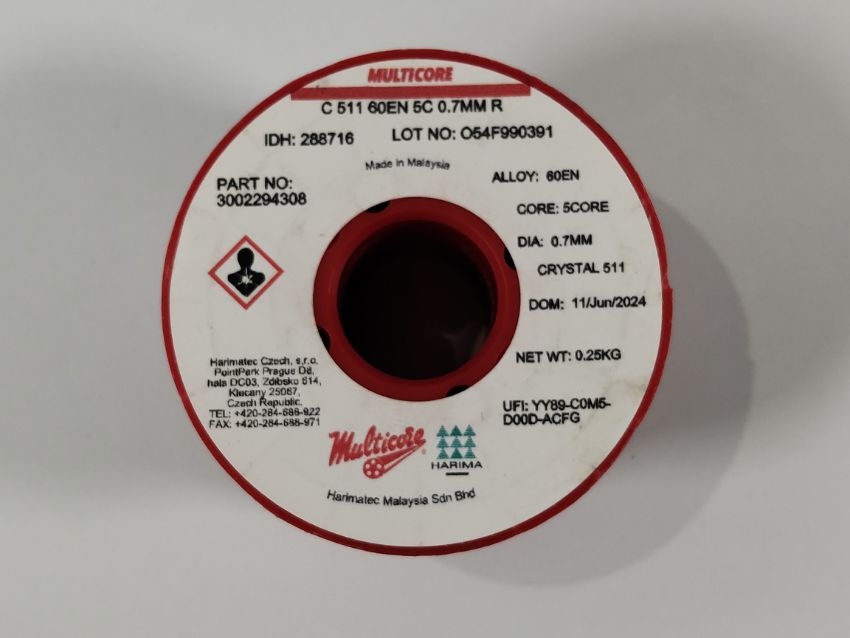 MULTICORE
C 511 60EN 5C 0.7MM R
IDH: 288716 LOT NO: O54F990391
Made in Malaysia
PART NO:
3002294308
ALLOY: 60EN
CORE: 5CORE
DIA: 0.7MM
CRYSTAL 511
DOM: 11/Jun/2024
NET WT: 0.25KG
UFI: YY89-C0M5-
D00D-ACFG
Harimatec Czech, s.r.o.
PointPark Prague D8,
hala DC03, Zdibsko 614,
Klecany 25067,
Czech Republic.
TEL: +420-284-688-922
FAX: +420-284-688-971
Multicore
HARIMA
Harimatec Malaysia Sdn Bhd